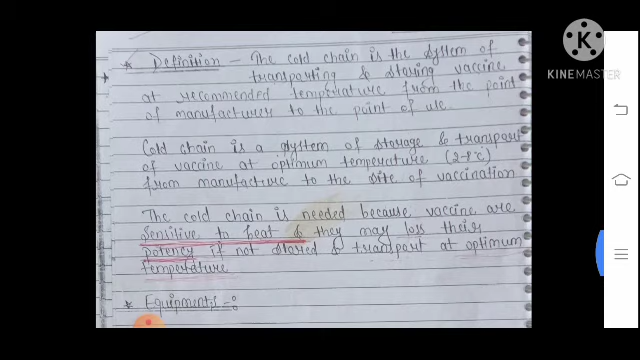 * Definition - The cold chain is the system of
transporting & storing vaccine
at recommended temperature from the point
of manufactures to the point of use.
Cold chain is a system of storage & transport
of vaccine at optimum temperature (2-8°c)
from manufacture to the site of vaccination
The cold chain is needed because vaccine are
sensitive to heat & they may loss their
potency if not stored & transport at optimum
temperature
* Equipments -:
K
KINEMASTER